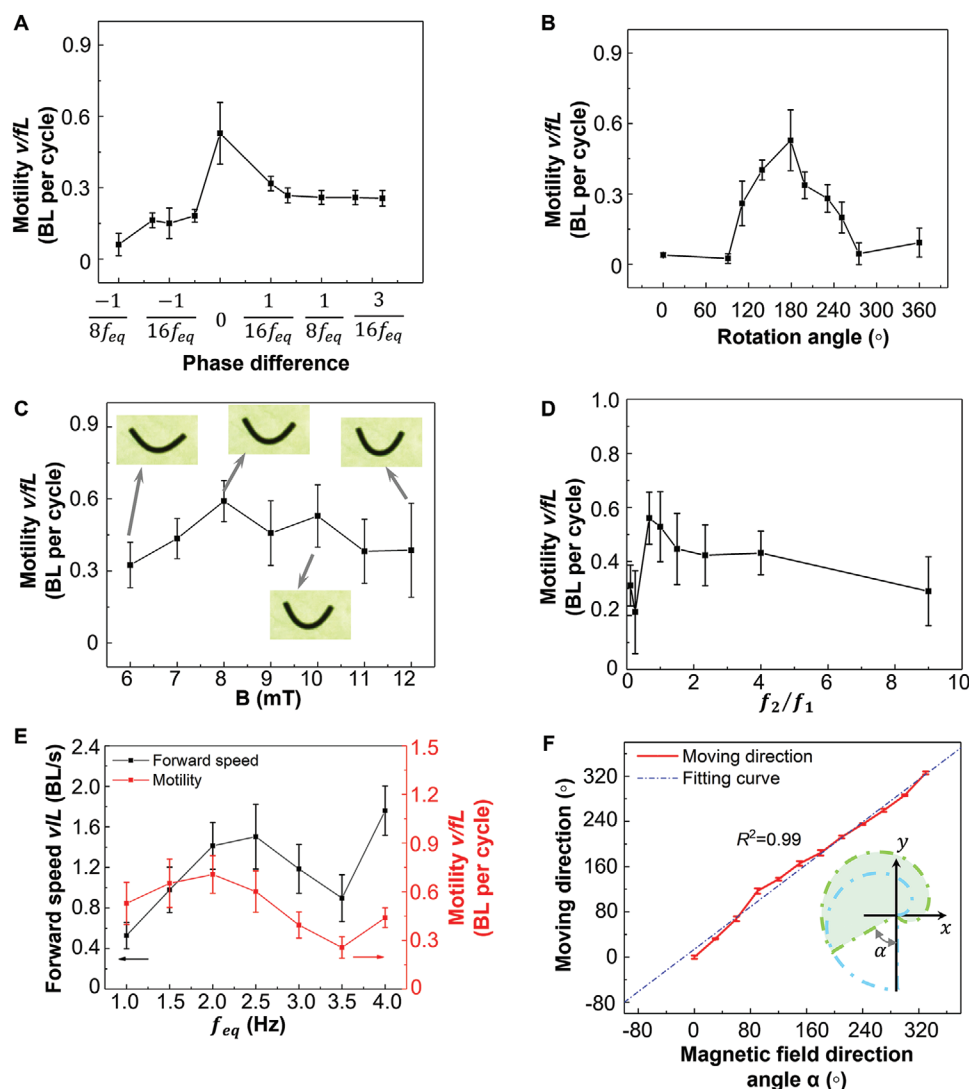 A
Motility v/fL
(BL per cycle)
0.9
0.6
0.3
0
−1
8f_eq
−1
16f_eq
0
1
16f_eq
1
8f_eq
3
16f_eq
Phase difference
B
Motility v/fL
(BL per cycle)
0.9
0.6
0.3
0.0
0 60 120 180 240 300 360
Rotation angle (○)
C
Motility v/fL
(BL per cycle)
0.9
0.6
0.3
0
6 7 8 9 10 11 12
B (mT)
D
Motility v/fL
(BL per cycle)
1.0
0.8
0.6
0.4
0.2
0
0 2 4 6 8 10
f₂/f₁
E
Forward speed v/L (BL/s)
2.4
2.0
1.6
1.2
0.8
0.4
0
Forward speed
Motility
1.5
1.2
0.9
0.6
0.3
0
Motility v/fL
(BL per cycle)
1.0 1.5 2.0 2.5 3.0 3.5 4.0
f_eq (Hz)
F
Moving direction (○)
320
240
160
80
0
-80
Moving direction
Fitting curve
R²=0.99
y
x
α
-80 0 80 160 240 320
Magnetic field direction
angle α (○)